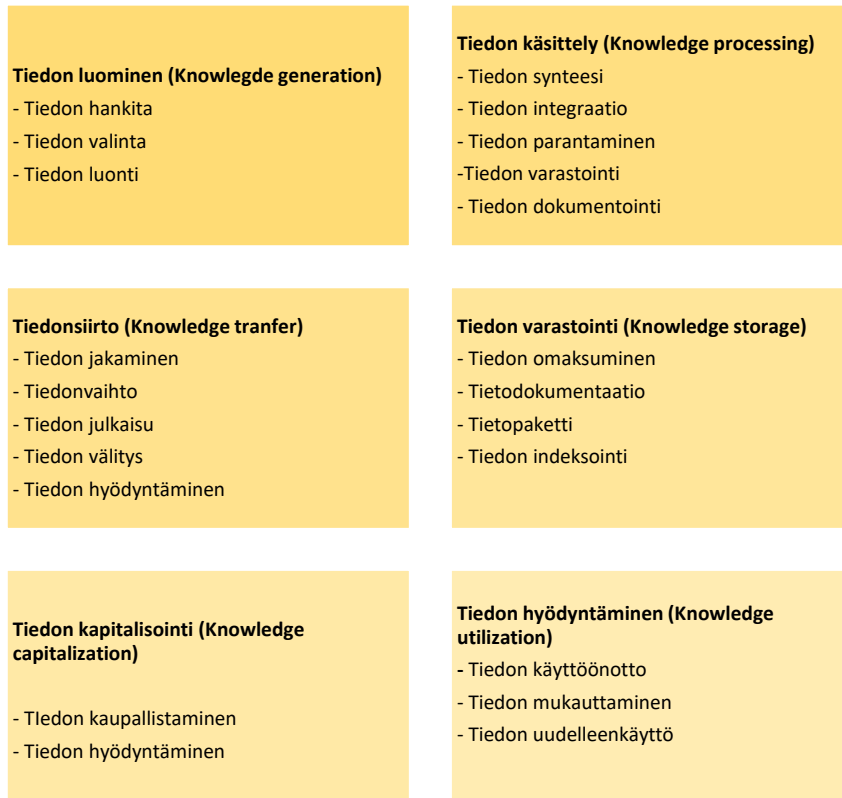 Tiedon luominen (Knowlegde generation)
- Tiedon hankita
- Tiedon valinta
- Tiedon luonti
Tiedon käsittely (Knowledge processing)
- Tiedon synteesi
- Tiedon integraatio
- Tiedon parantaminen
-Tiedon varastointi
- Tiedon dokumentointi
Tiedonsiirto (Knowledge tranfer)
- Tiedon jakaminen
- Tiedonvaihto
- Tiedon julkaisu
- Tiedon välitys
- Tiedon hyödyntäminen
Tiedon varastointi (Knowledge storage)
- Tiedon omaksuminen
- Tietodokumentaatio
- Tietopaketti
- Tiedon indeksointi
Tiedon kapitalisointi (Knowledge
capitalization)
- TIedon kaupallistaminen
- Tiedon hyödyntäminen
Tiedon hyödyntäminen (Knowledge
utilization)
- Tiedon käyttöönotto
- Tiedon mukauttaminen
- Tiedon uudelleenkäyttö